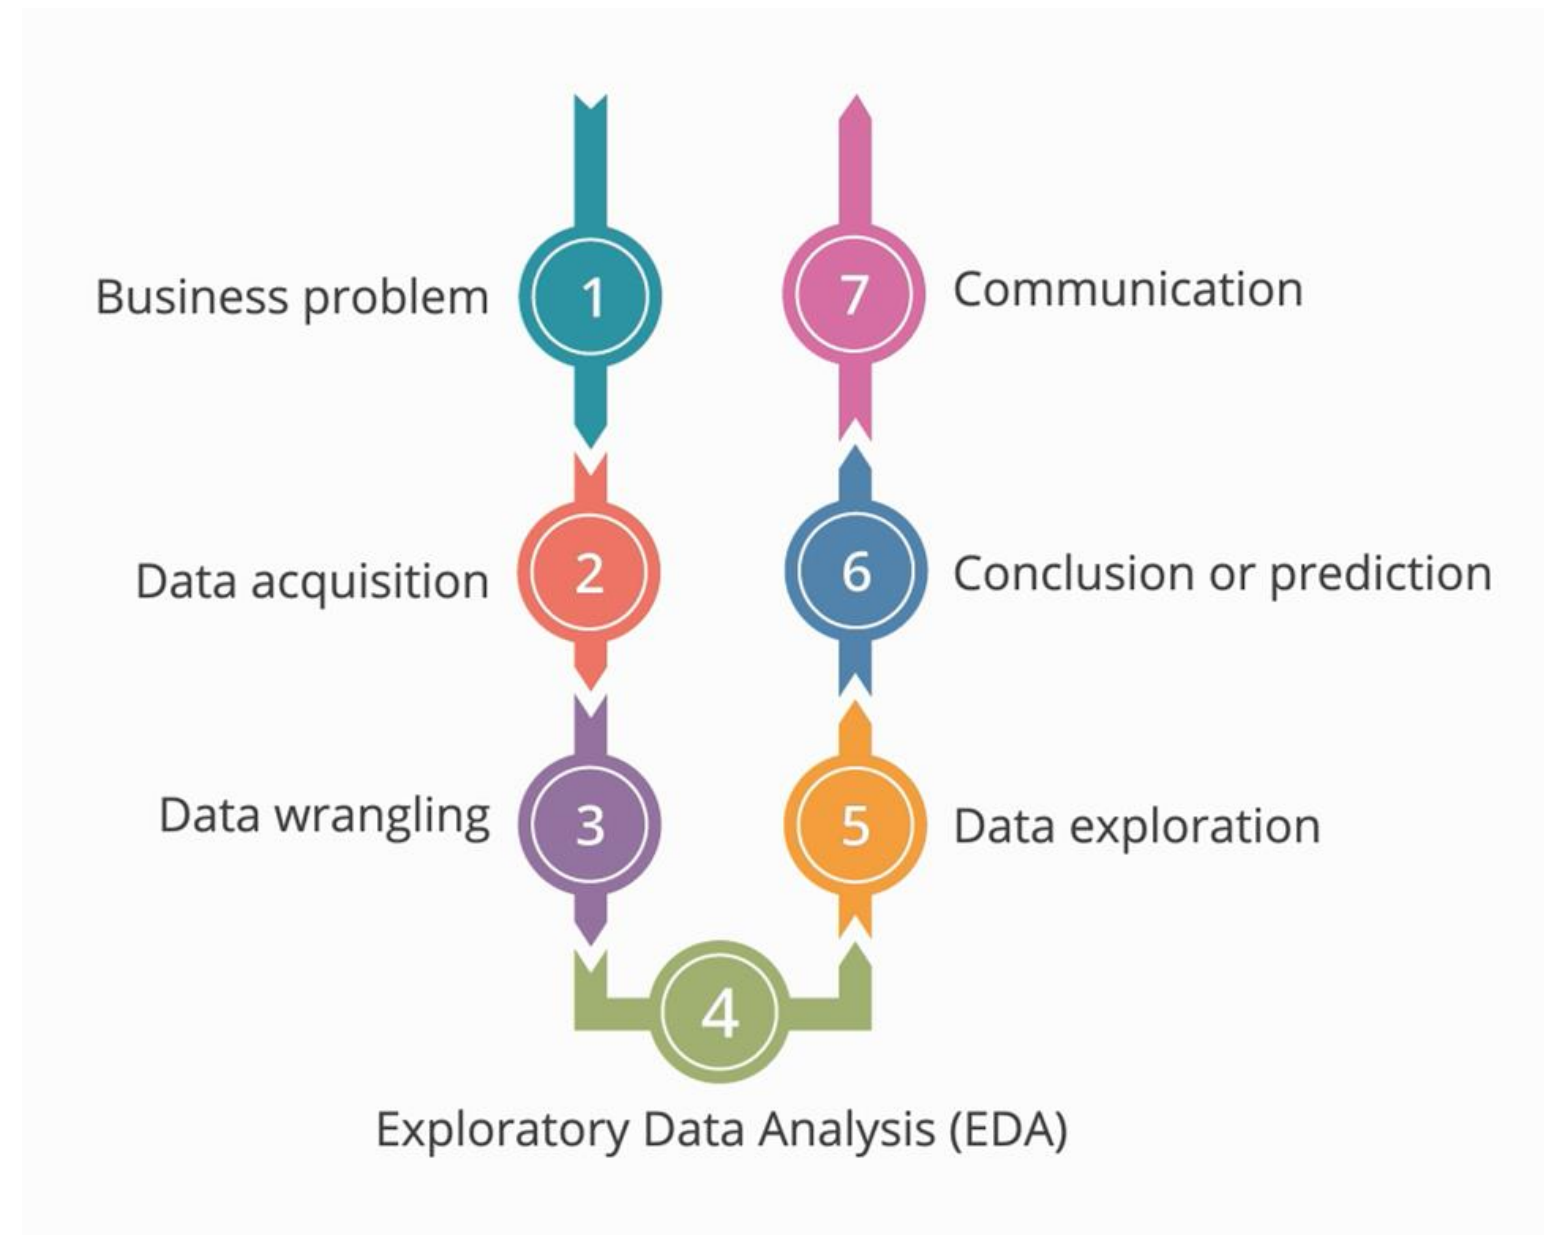 Business problem
1
Data acquisition
2
Data wrangling
3
4
Exploratory Data Analysis (EDA)
5
Data exploration
6
Conclusion or prediction
7
Communication